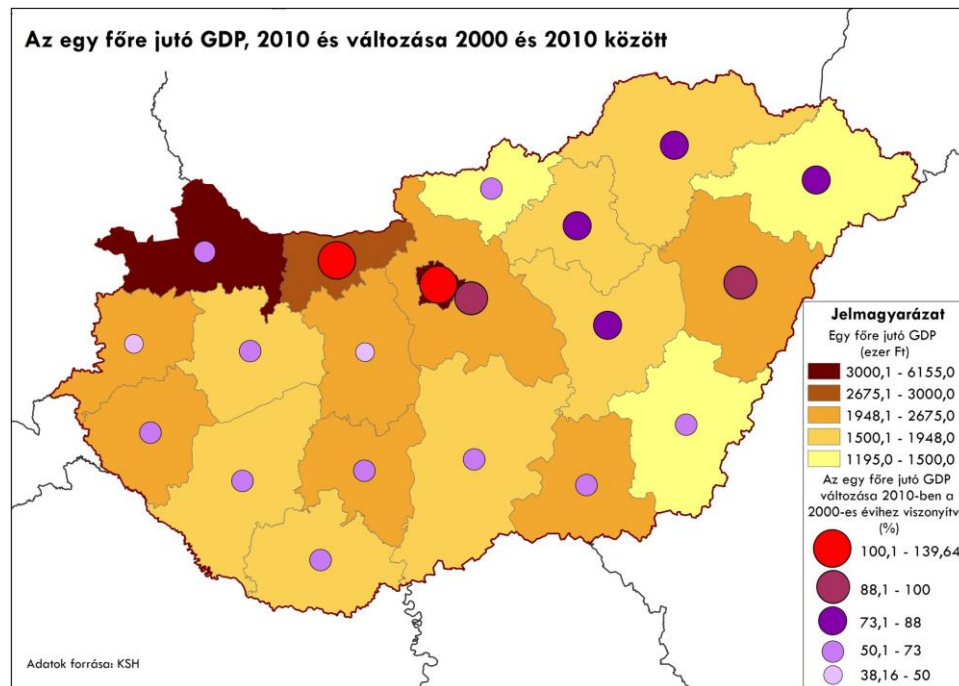 Az egy főre jutó GDP, 2010 és változása 2000 és 2010 között
Jelmagyarázat
Egy főre jutó GDP
(ezer Ft)
3000,1 - 6155,0
2675,1 - 3000,0
1948,1 - 2675,0
1500,1 - 1948,0
1195,0 - 1500,0
Az egy főre jutó GDP
változása 2010-ben a
2000-es évihez viszonyítv
(%)
100,1 - 139,64
88,1 - 100
73,1 - 88
50,1 - 73
38,16 - 50
Adatok forrása: KSH